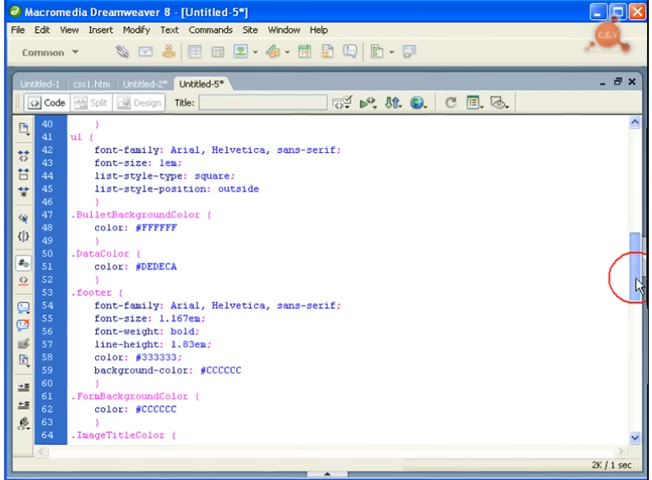 Macromedia Dreamweaver 8 - [Untitled-5*]
C.E.V
File Edit View Insert Modify Text Commands Site Window Help
Common
Untitled-1 css1.htm Untitled-2* Untitled-5*
Code Split Design Title:
40 }
41 ul {
42 font-family: Arial, Helvetica, sans-serif;
43 font-size: 1em;
44 list-style-type: square;
45 list-style-position: outside
46 }
47 .BulletBackgroundColor {
48 color: #FFFFFF
49 }
50 .DataColor {
51 color: #DEDECA
52 }
53 .footer {
54 font-family: Arial, Helvetica, sans-serif;
55 font-size: 1.167em;
56 font-weight: bold;
57 line-height: 1.83em;
58 color: #333333;
59 background-color: #CCCCCC
60 }
61 .FormBackgroundColor {
62 color: #CCCCCC
63 }
64 .ImageTitleColor {
2K / 1 sec